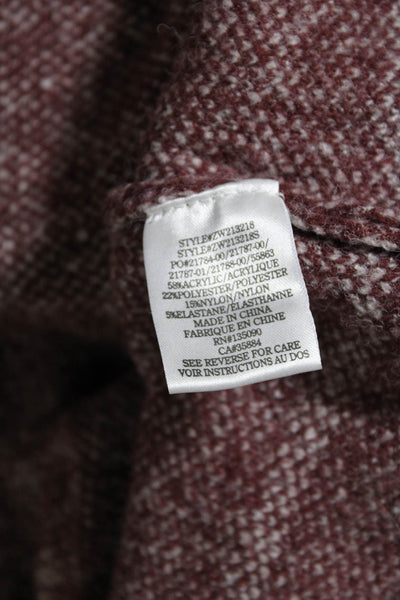 STYLE#ZW213218
STYLE#ZW213218S
PO#21784-00/21787-00/
21787-01/21788-00/55863
58%ACRYLIC/ACRYLIQUE
22%POLYESTER/POLYESTER
15%NYLON/NYLON
5%ELASTANE/ELASTHANNE
MADE IN CHINA
FABRIQUE EN CHINE
RN#135090
CA#35884
SEE REVERSE FOR CARE
VOIR INSTRUCTIONS AU DOS